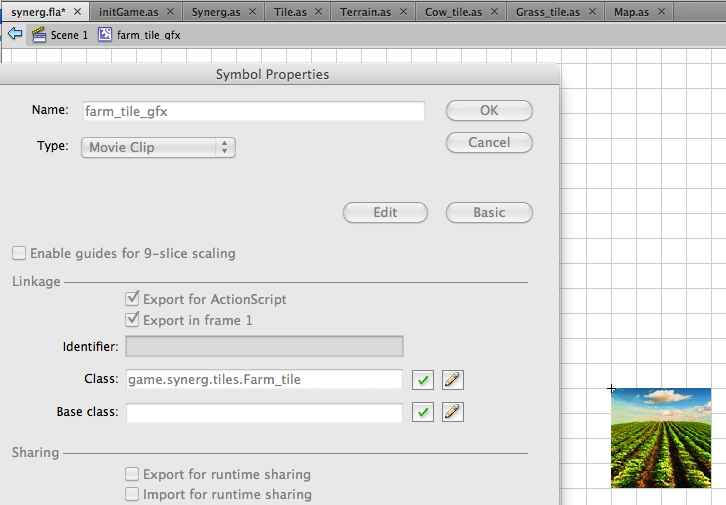 synerg.fla* × initGame.as × Synerg.as × Tile.as × Terrain.as × Cow_tile.as × Grass_tile.as × Map.as ×
Scene 1 farm_tile_gfx
Symbol Properties
Name: farm_tile_gfx OK
Type: Movie Clip Cancel
Edit Basic
Enable guides for 9-slice scaling
Linkage
Export for ActionScript
Export in frame 1
Identifier:
Class: game.synerg.tiles.Farm_tile
Base class:
Sharing
Export for runtime sharing
Import for runtime sharing